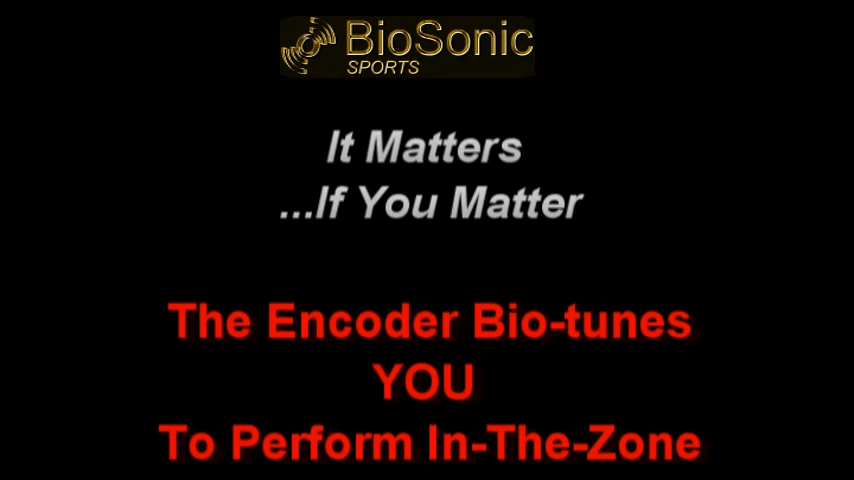 BioSonic
SPORTS
It Matters
...If You Matter
The Encoder Bio-tunes
YOU
To Perform In-The-Zone